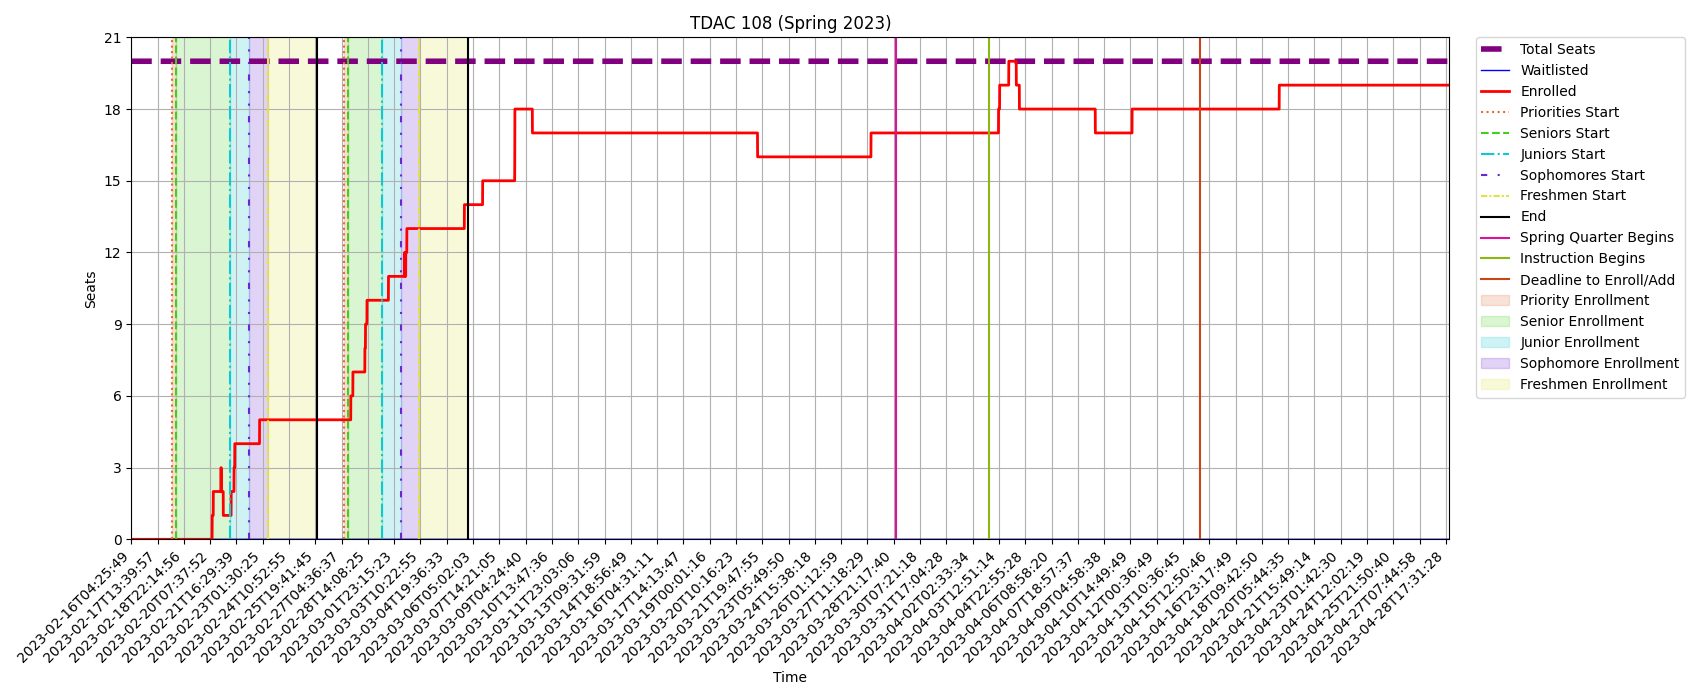 TDAC 108 (Spring 2023)
21
18
15
12
9
6
3
0
Seats
2023-02-16T04:25:49
2023-02-17T13:39:57
2023-02-18T22:14:56
2023-02-20T07:37:52
2023-02-21T16:29:39
2023-02-23T01:30:25
2023-02-24T10:52:55
2023-02-25T19:41:45
2023-02-27T04:36:37
2023-02-28T14:08:25
2023-03-01T23:15:23
2023-03-03T10:22:55
2023-03-04T19:36:33
2023-03-06T05:02:03
2023-03-07T14:21:05
2023-03-09T04:24:40
2023-03-10T13:47:36
2023-03-11T23:03:06
2023-03-13T09:31:59
2023-03-14T18:56:49
2023-03-16T04:31:11
2023-03-17T14:13:47
2023-03-19T00:01:16
2023-03-20T10:16:23
2023-03-21T19:47:55
2023-03-23T05:49:50
2023-03-24T15:38:18
2023-03-26T01:12:59
2023-03-27T11:18:29
2023-03-28T21:17:40
2023-03-30T07:21:18
2023-03-31T17:04:28
2023-04-02T02:33:34
2023-04-03T12:51:14
2023-04-04T22:55:28
2023-04-06T08:58:20
2023-04-07T18:57:37
2023-04-09T04:58:38
2023-04-10T14:49:49
2023-04-12T00:36:49
2023-04-13T10:36:45
2023-04-15T12:50:46
2023-04-16T23:17:49
2023-04-18T09:42:50
2023-04-20T05:44:35
2023-04-21T15:49:14
2023-04-23T01:42:30
2023-04-24T12:02:19
2023-04-25T21:50:40
2023-04-27T07:44:58
2023-04-28T17:31:28
Time
Total Seats
Waitlisted
Enrolled
Priorities Start
Seniors Start
Juniors Start
Sophomores Start
Freshmen Start
End
Spring Quarter Begins
Instruction Begins
Deadline to Enroll/Add
Priority Enrollment
Senior Enrollment
Junior Enrollment
Sophomore Enrollment
Freshmen Enrollment